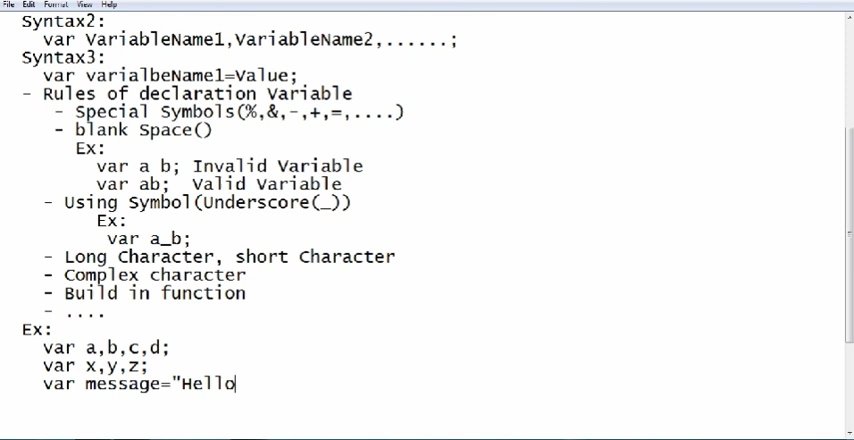 File Edit Format View Help
Syntax2:
var VariableName1,VariableName2,......;
Syntax3:
var varialbeName1=Value;
- Rules of declaration Variable
- Special Symbols(%,&,-,+,=,....)
- blank Space()
Ex:
var a b; Invalid Variable
var ab; Valid Variable
- Using Symbol(Underscore(_))
Ex:
var a_b;
- Long Character, short Character
- Complex character
- Build in function
- ....
Ex:
var a,b,c,d;
var x,y,z;
var message="Hello